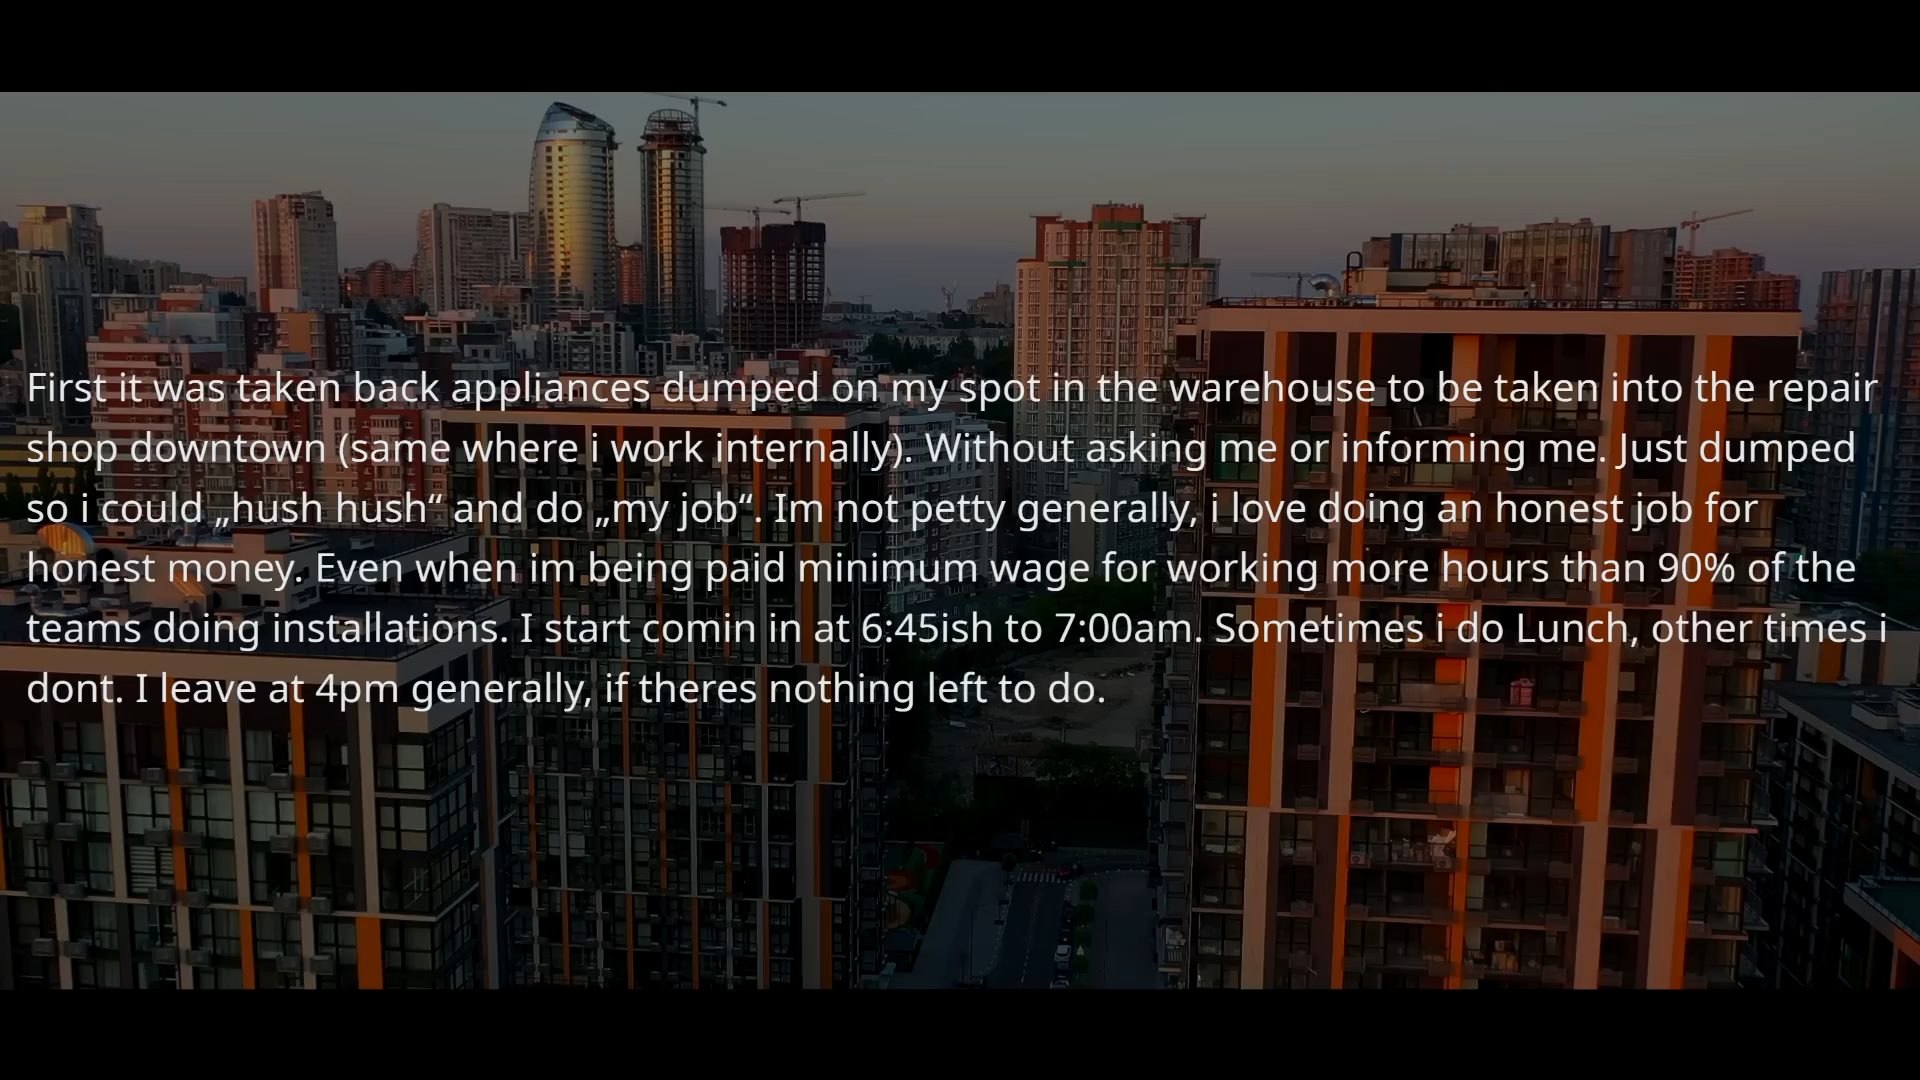 First it was taken back appliances dumped on my spot in the warehouse to be taken into the repair
shop downtown (same where i work internally). Without asking me or informing me. Just dumped
so i could „hush hush“ and do „my job“. Im not petty generally, i love doing an honest job for
honest money. Even when im being paid minimum wage for working more hours than 90% of the
teams doing installations. I start comin in at 6:45ish to 7:00am. Sometimes i do Lunch, other times i
dont. I leave at 4pm generally, if theres nothing left to do.